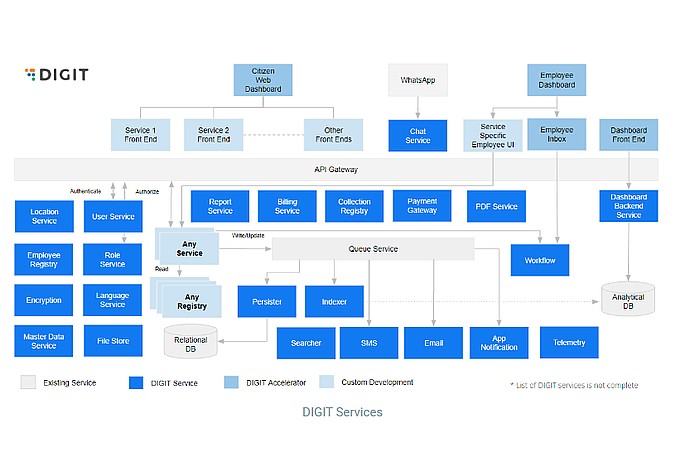 DIGIT
Citizen
Web
Dashboard
WhatsApp
Employee
Dashboard
Service 1
Front End
Service 2
Front End
Other
Front Ends
Chat
Service
Service
Specific
Employee UI
Employee
Inbox
Dashboard
Front End
API Gateway
Authenticate
Authorize
Location
Service
User Service
Report
Service
Billing
Service
Collection
Registry
Payment
Gateway
PDF Service
Dashboard
Backend
Service
Write/Update
Employee
Registry
Role
Service
Any
Service
Queue Service
Workflow
Read
Encryption
Language
Service
Any
Registry
Persister
Indexer
Analytical
DB
Master Data
Service
File Store
Relational
DB
Searcher
SMS
Email
App
Notification
Telemetry
Existing Service
DIGIT Service
DIGIT Accelerator
Custom Development
* List of DIGIT services is not complete
DIGIT Services